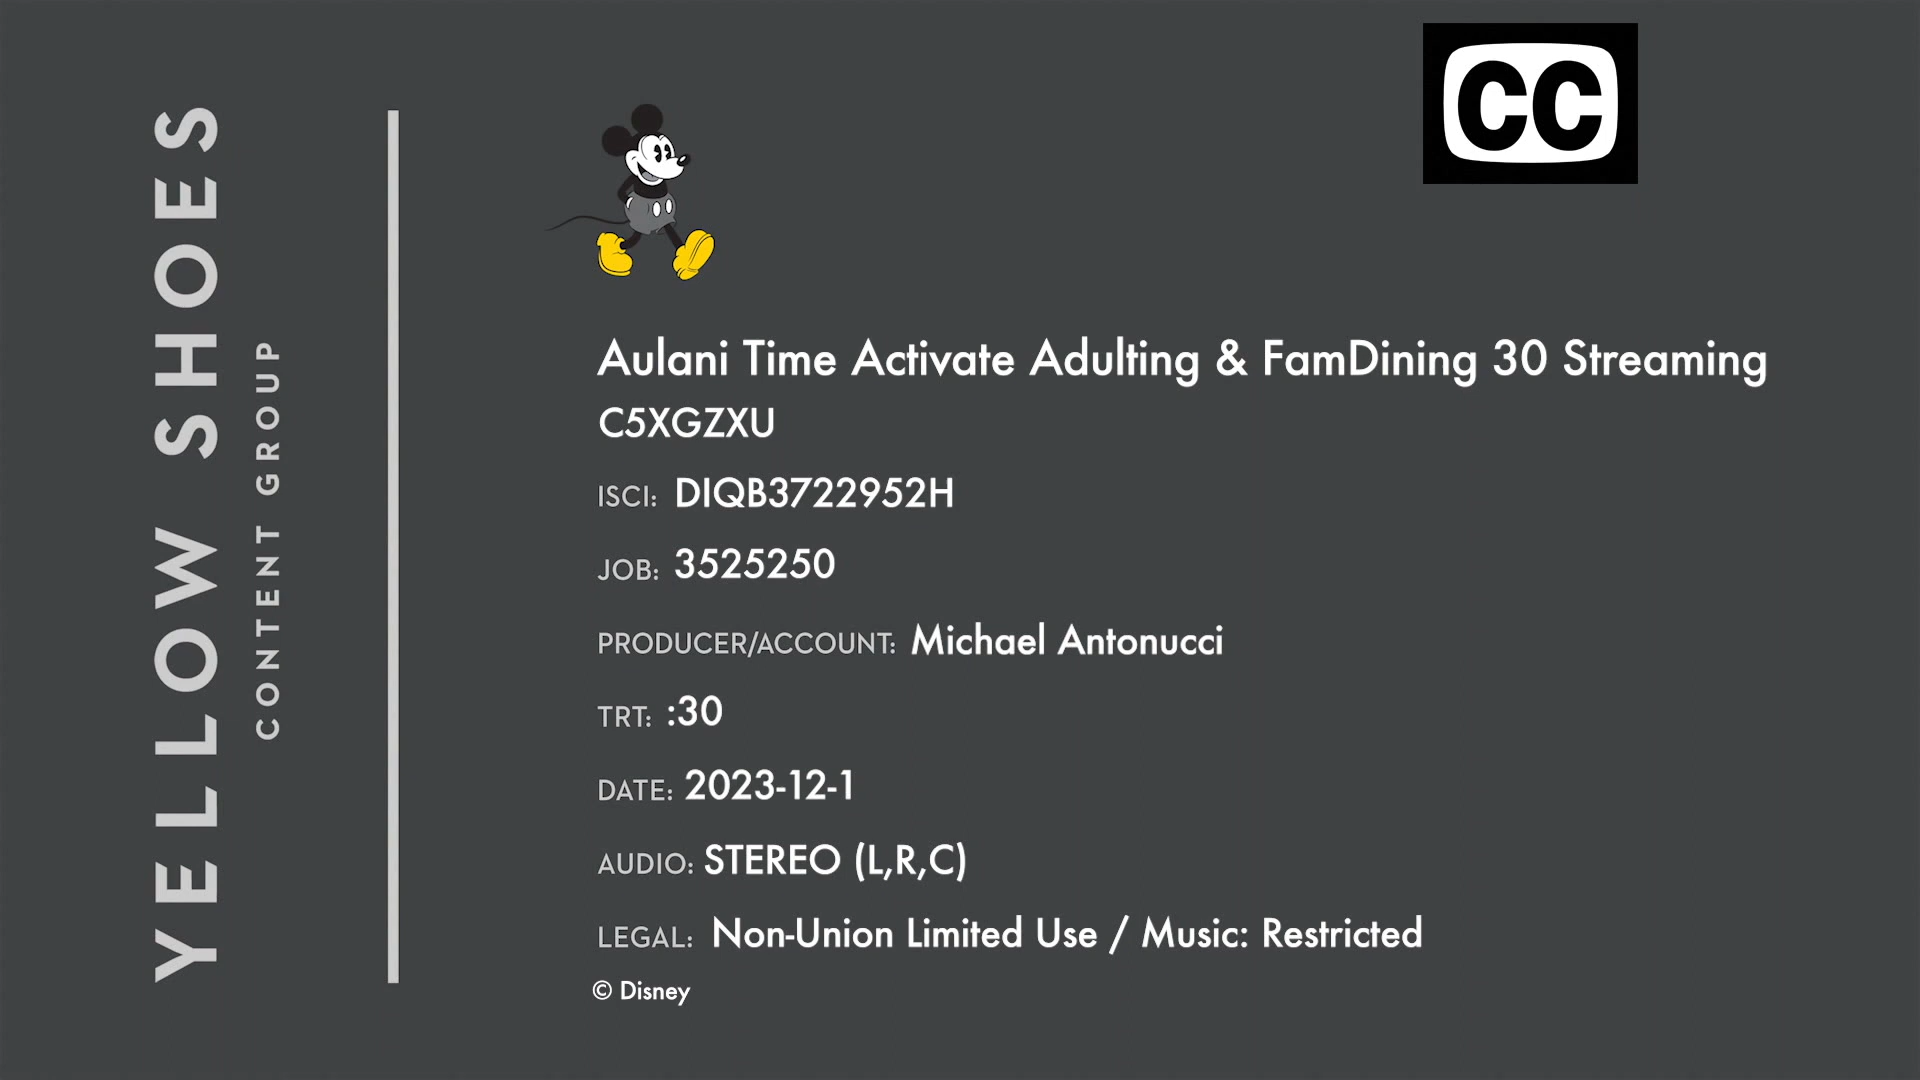 YELLOW SHOES
CONTENT GROUP
CC
Aulani Time Activate Adulting & FamDining 30 Streaming
C5XGZXU
ISCI: DIQB3722952H
JOB: 3525250
PRODUCER/ACCOUNT: Michael Antonucci
TRT: :30
DATE: 2023-12-1
AUDIO: STEREO (L,R,C)
LEGAL: Non-Union Limited Use / Music: Restricted
© Disney